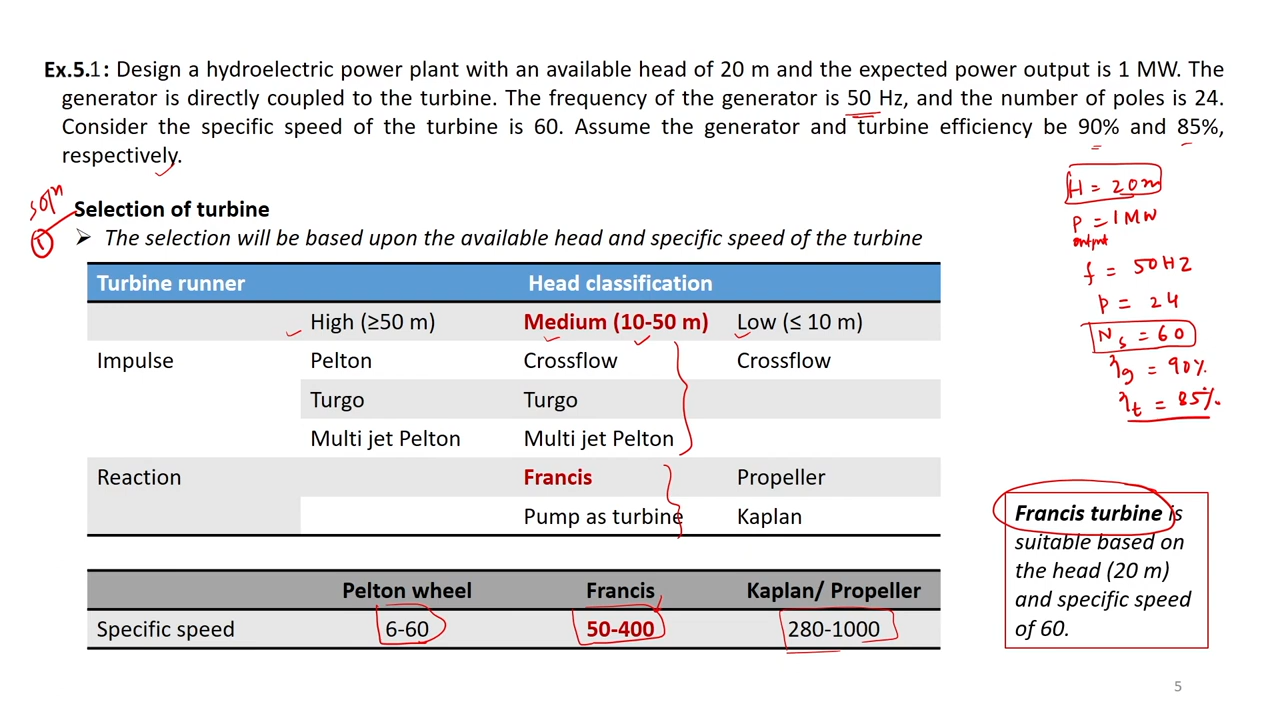 Ex.5.1: Design a hydroelectric power plant with an available head of 20 m and the expected power output is 1 MW. The
generator is directly coupled to the turbine. The frequency of the generator is 50 Hz, and the number of poles is 24.
Consider the specific speed of the turbine is 60. Assume the generator and turbine efficiency be 90% and 85%,
respectively.
H = 20m
P = 1 MW
output
f = 50HZ
p = 24
Ns = 60
ηg = 90%
ηt = 85%
Soln
①
Selection of turbine
➢ The selection will be based upon the available head and specific speed of the turbine
Turbine runner Head classification
High (≥50 m) Medium (10-50 m) Low (≤ 10 m)
Impulse Pelton Crossflow Crossflow
Turgo Turgo
Multi jet Pelton Multi jet Pelton
Reaction Francis Propeller
Pump as turbine Kaplan
Francis turbine is
suitable based on
the head (20 m)
and specific speed
of 60.
Pelton wheel Francis Kaplan/ Propeller
Specific speed 6-60 50-400 280-1000
5